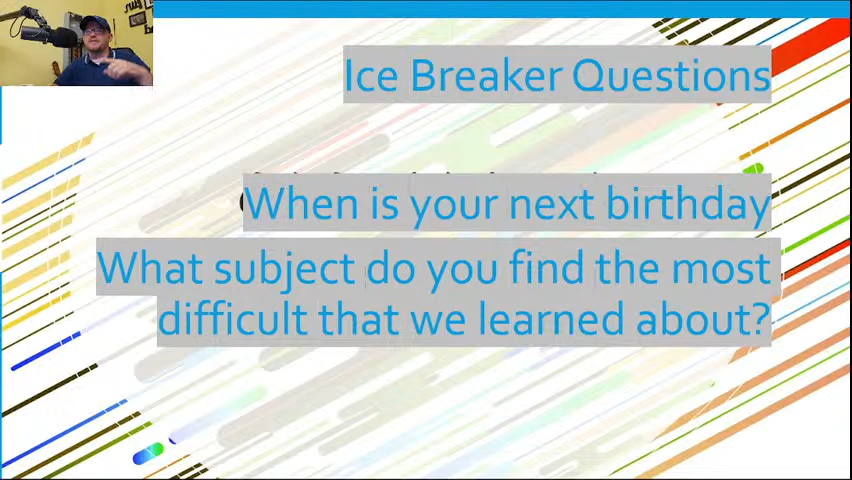 Ice Breaker Questions
When is your next birthday
What subject do you find the most
difficult that we learned about?